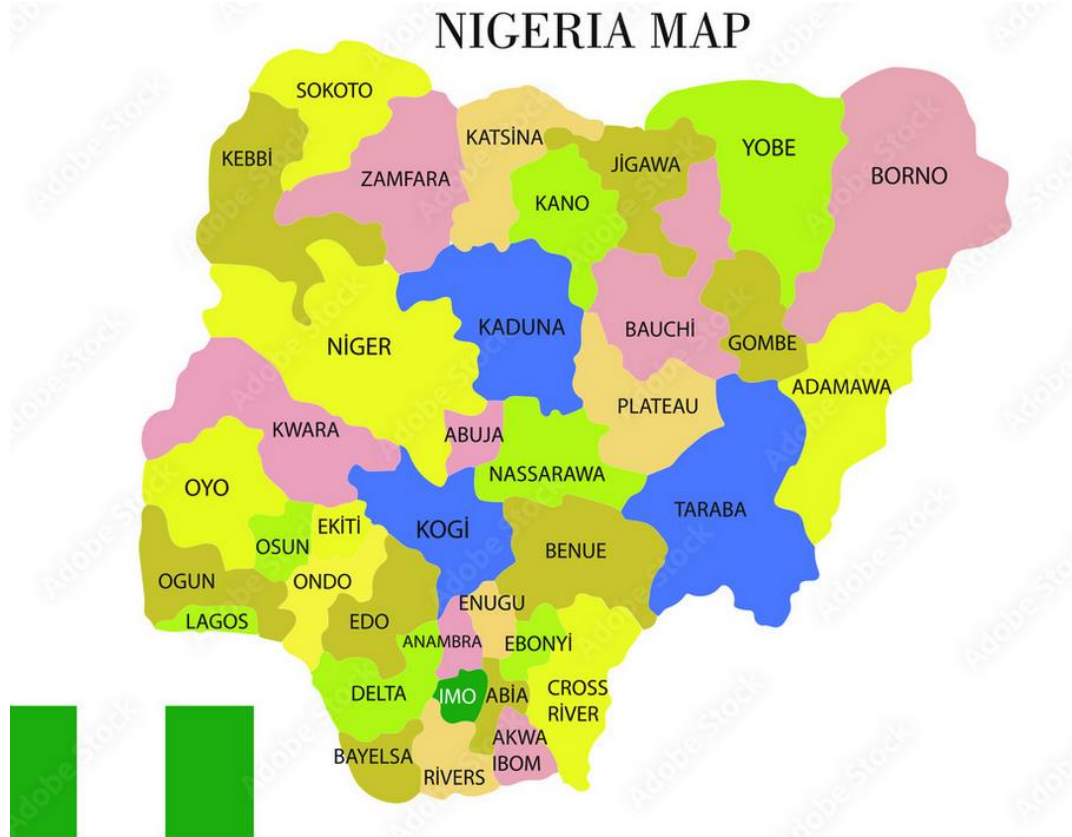 NIGERIA MAP
SOKOTO
KATSİNA
KEBBİ
ZAMFARA
JİGAWA
YOBE
BORNO
KANO
KADUNA
BAUCHİ
NİGER
GOMBE
ADAMAWA
PLATEAU
KWARA
ABUJA
NASSARAWA
OYO
TARABA
KOGİ
EKİTİ
OSUN
BENUE
OGUN
ONDO
ENUGU
LAGOS
EDO
ANAMBRA
EBONYİ
DELTA
IMO
ABİA
CROSS
RİVER
AKWA
IBOM
BAYELSA
RİVERS
Adobe Stock